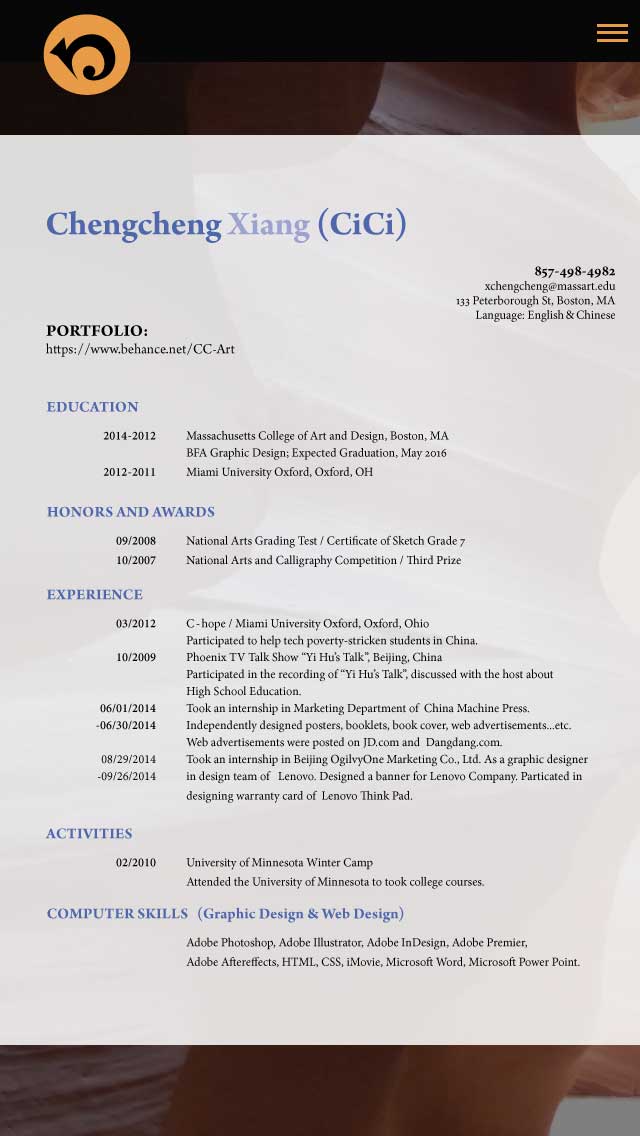 Chengcheng Xiang (CiCi)
857-498-4982
xchengcheng@massart.edu
133 Peterborough St, Boston, MA
Language: English & Chinese
PORTFOLIO:
https://www.behance.net/CC-Art
EDUCATION
2014-2012 Massachusetts College of Art and Design, Boston, MA
BFA Graphic Design; Expected Graduation, May 2016
2012-2011 Miami University Oxford, Oxford, OH
HONORS AND AWARDS
09/2008 National Arts Grading Test / Certificate of Sketch Grade 7
10/2007 National Arts and Calligraphy Competition / Third Prize
EXPERIENCE
03/2012 C-hope / Miami University Oxford, Oxford, Ohio
Participated to help tech poverty-stricken students in China.
10/2009 Phoenix TV Talk Show “Yi Hu’s Talk”, Beijing, China
Participated in the recording of “Yi Hu’s Talk”, discussed with the host about
High School Education.
06/01/2014 Took an internship in Marketing Department of China Machine Press.
-06/30/2014 Independently designed posters, booklets, book cover, web advertisements...etc.
Web advertisements were posted on JD.com and Dangdang.com.
08/29/2014 Took an internship in Beijing OgilvyOne Marketing Co., Ltd. As a graphic designer
-09/26/2014 in design team of Lenovo. Designed a banner for Lenovo Company. Particated in
designing warranty card of Lenovo Think Pad.
ACTIVITIES
02/2010 University of Minnesota Winter Camp
Attended the University of Minnesota to took college courses.
COMPUTER SKILLS (Graphic Design & Web Design)
Adobe Photoshop, Adobe Illustrator, Adobe InDesign, Adobe Premier,
Adobe Aftereffects, HTML, CSS, iMovie, Microsoft Word, Microsoft Power Point.